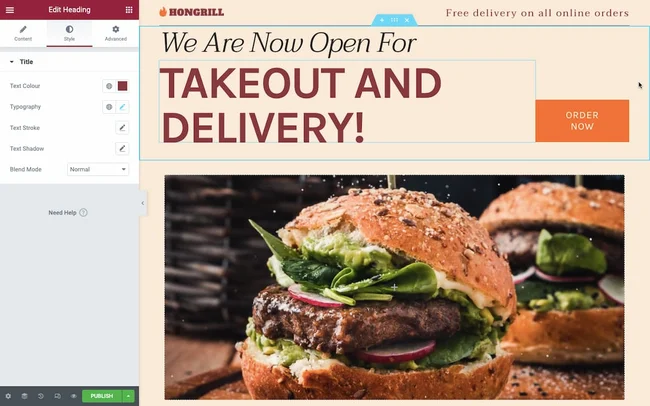 Edit Heading
Content
Style
Advanced
Title
Text Colour
Typography
Text Stroke
Text Shadow
Blend Mode
Normal
Need Help
?
PUBLISH
HONGRILL
Free delivery on all online orders
We Are Now Open For
TAKEOUT AND
DELIVERY!
ORDER
NOW